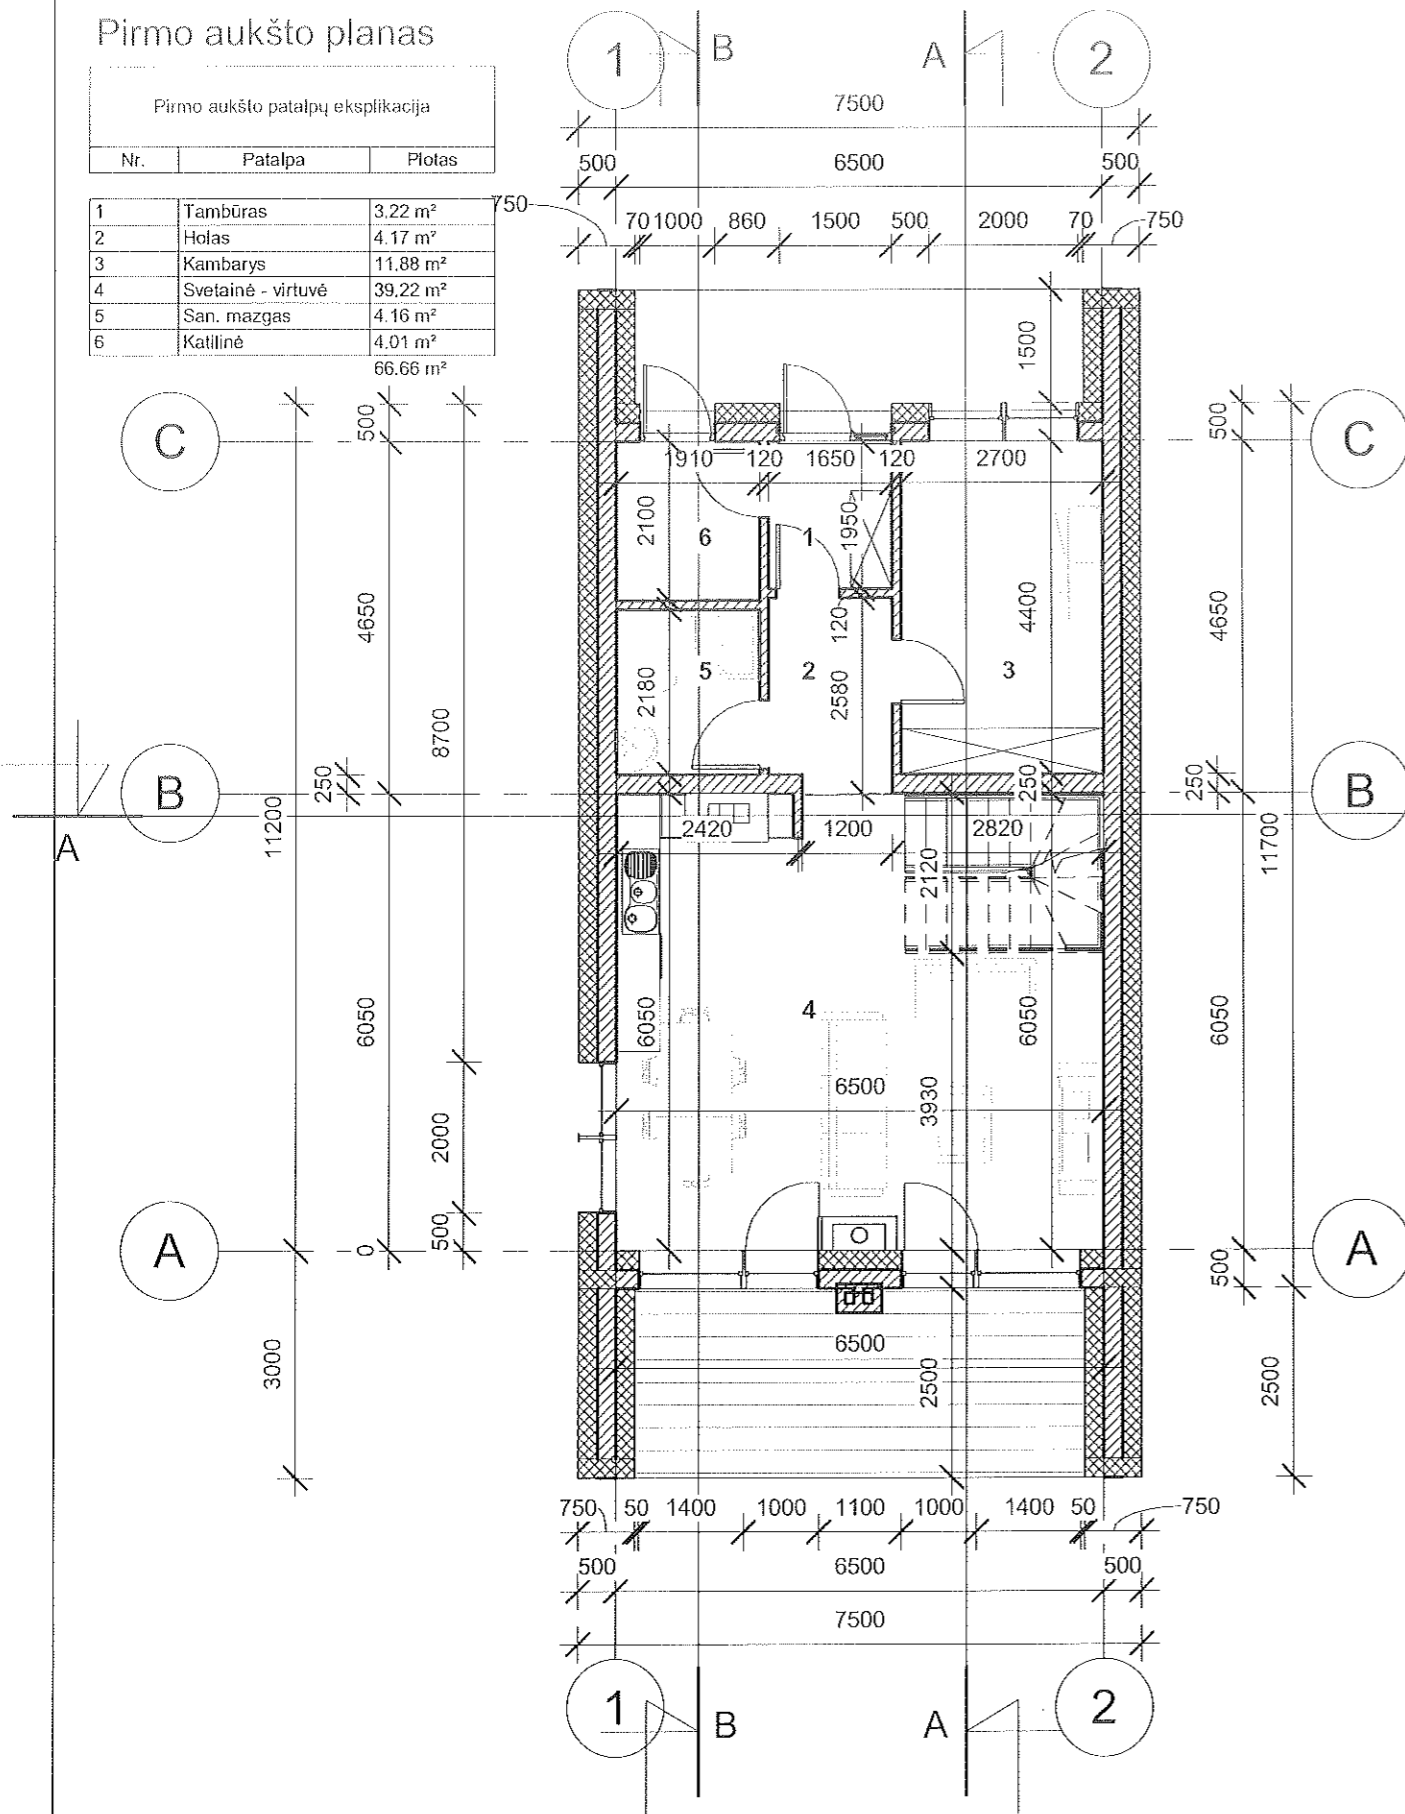 Pirmo aukšto planas
Pirmo aukšto patalpų eksplikacija
Nr. Patalpa Plotas
1 Tambūras 3.22 m²
2 Holas 4.17 m²
3 Kambarys 11.88 m²
4 Svetainė - virtuvė 39,22 m²
5 San. mazgas 4.16 m²
6 Katilinė 4.01 m²
66.66 m²
1 B A 2
7500
500 6500 500
750 70 1000 860 1500 500 2000 70 750
1500
C 500 500 C
1910 120 1650 120 2700
2100 6 1 1950
4650 120 4400 4650
2180 5 2 2580 3
8700
B 250 250 250 B
A 11200 2420 1200 2820 11700
2120
6050 6050 4 6050 6050
6500 3930
2000
A 0 500 500 A
3000 6500 2500 2500
750 50 1400 1000 1100 1000 1400 50 750
500 6500 500
7500
1 B A 2